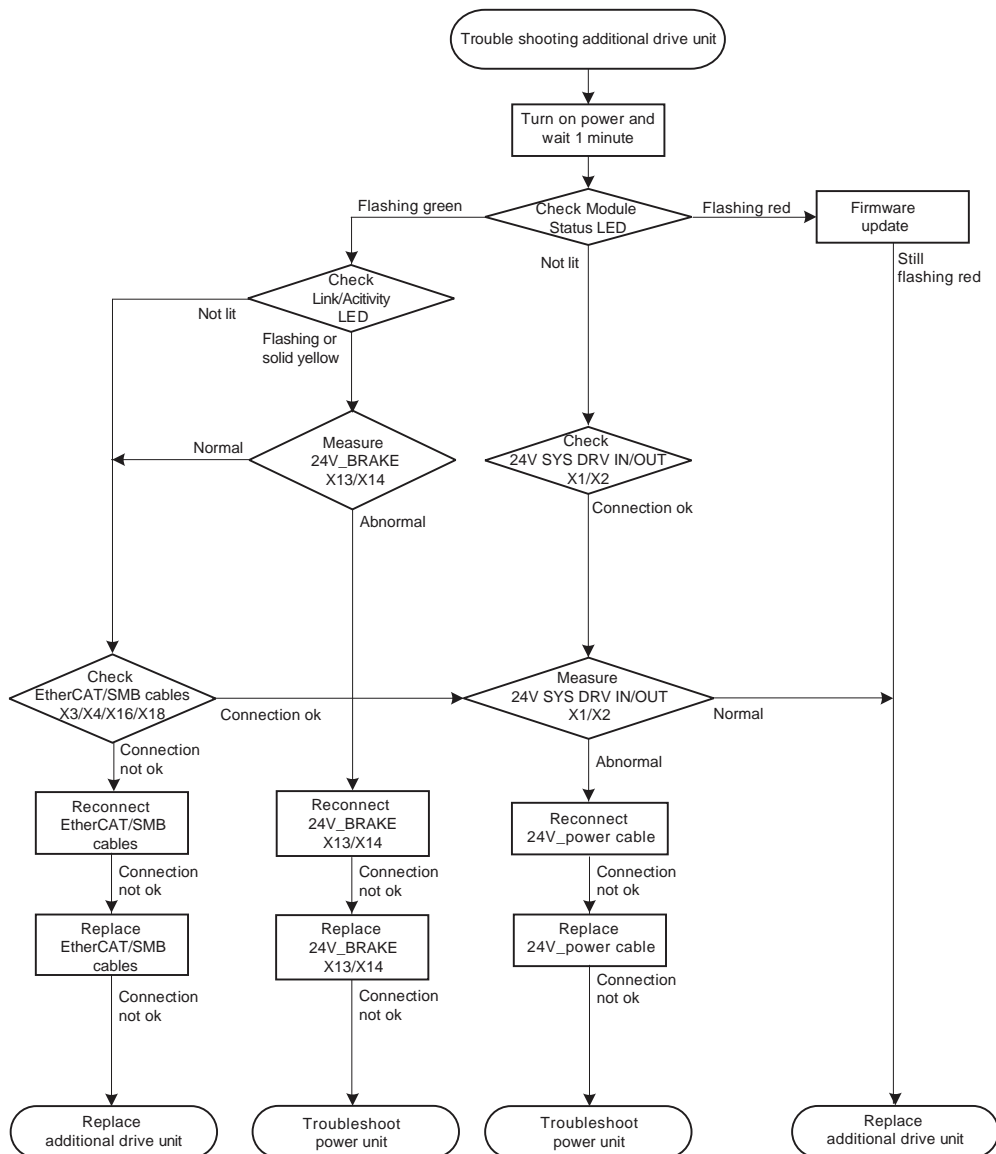 Trouble shooting additional drive unit
Turn on power and
wait 1 minute
Flashing green
Check Module
Status LED
Flashing red
Firmware
update
Still
flashing red
Not lit
Check
Link/Acitivity
LED
Not lit
Flashing or
solid yellow
Normal
Measure
24V_BRAKE
X13/X14
Abnormal
Check
24V SYS DRV IN/OUT
X1/X2
Connection ok
Check
EtherCAT/SMB cables
X3/X4/X16/X18
Connection ok
Measure
24V SYS DRV IN/OUT
X1/X2
Normal
Connection
not ok
Abnormal
Reconnect
EtherCAT/SMB
cables
Reconnect
24V_BRAKE
X13/X14
Reconnect
24V_power cable
Connection
not ok
Connection
not ok
Connection
not ok
Replace
EtherCAT/SMB
cables
Replace
24V_BRAKE
X13/X14
Replace
24V_power cable
Connection
not ok
Connection
not ok
Connection
not ok
Replace
additional drive unit
Troubleshoot
power unit
Troubleshoot
power unit
Replace
additional drive unit